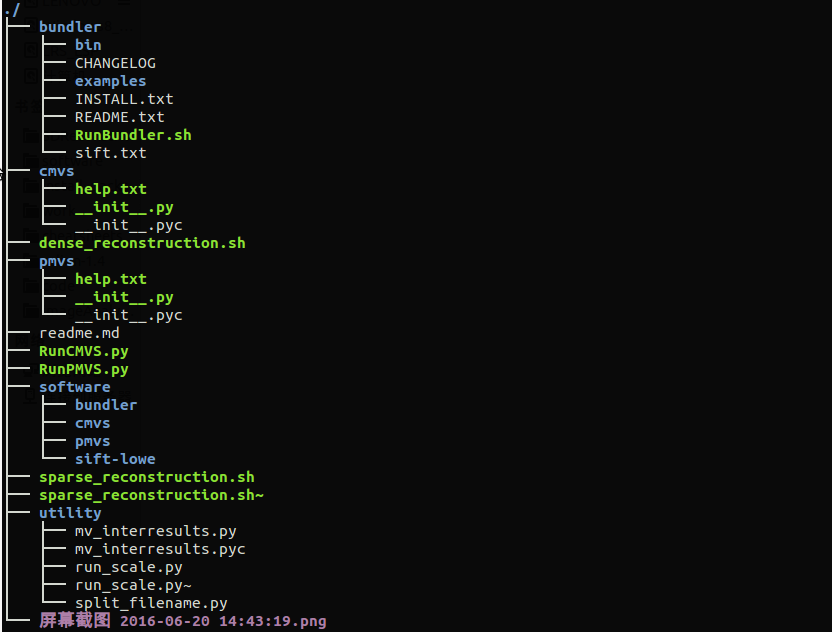 ./
├── bundler
│   ├── bin
│   ├── CHANGELOG
│   ├── examples
│   ├── INSTALL.txt
│   ├── README.txt
│   ├── RunBundler.sh
│   └── sift.txt
├── cmvs
│   ├── help.txt
│   ├── __init__.py
│   └── __init__.pyc
├── dense_reconstruction.sh
├── pmvs
│   ├── help.txt
│   ├── __init__.py
│   └── __init__.pyc
├── readme.md
├── RunCMVS.py
├── RunPMVS.py
├── software
│   ├── bundler
│   ├── cmvs
│   ├── pmvs
│   └── sift-lowe
├── sparse_reconstruction.sh
├── sparse_reconstruction.sh~
├── utility
│   ├── mv_interresults.py
│   ├── mv_interresults.pyc
│   ├── run_scale.py
│   ├── run_scale.py~
│   └── split_filename.py
└── 屏幕截图 2016-06-20 14:43:19.png